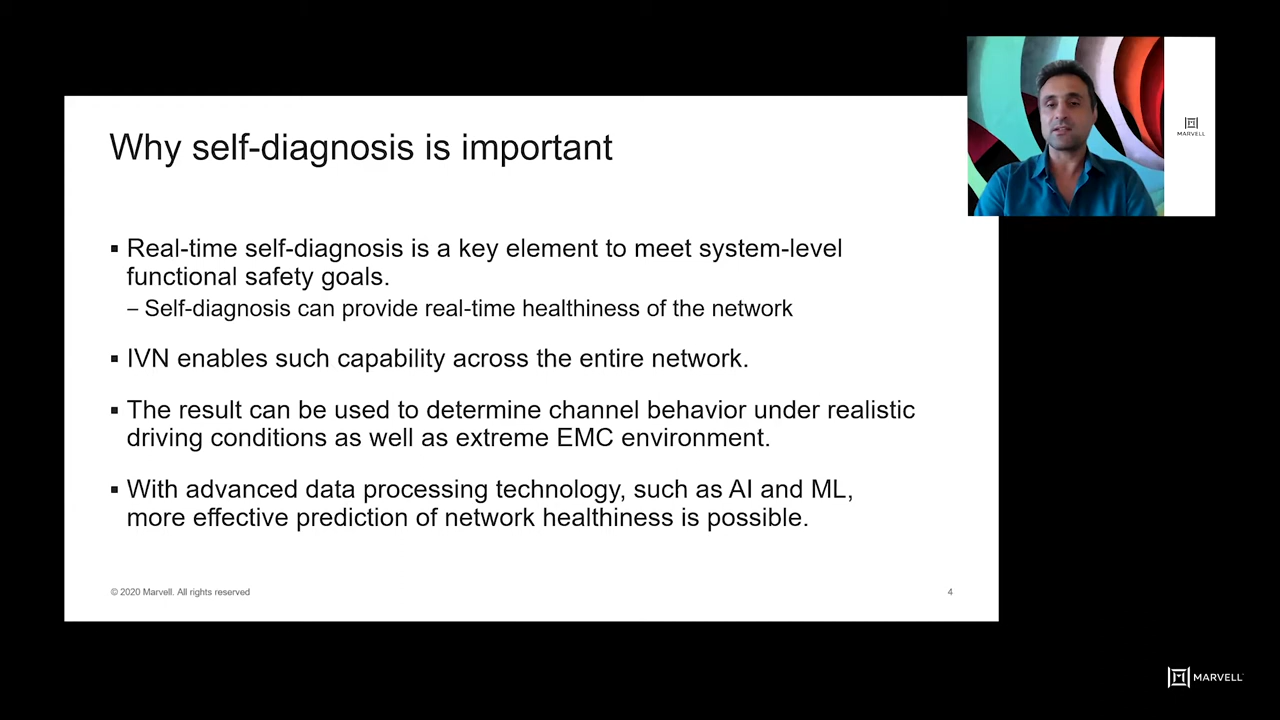 Why self-diagnosis is important
MARVELL
▪ Real-time self-diagnosis is a key element to meet system-level
functional safety goals.
– Self-diagnosis can provide real-time healthiness of the network
▪ IVN enables such capability across the entire network.
▪ The result can be used to determine channel behavior under realistic
driving conditions as well as extreme EMC environment.
▪ With advanced data processing technology, such as AI and ML,
more effective prediction of network healthiness is possible.
© 2020 Marvell. All rights reserved
4
MARVELL